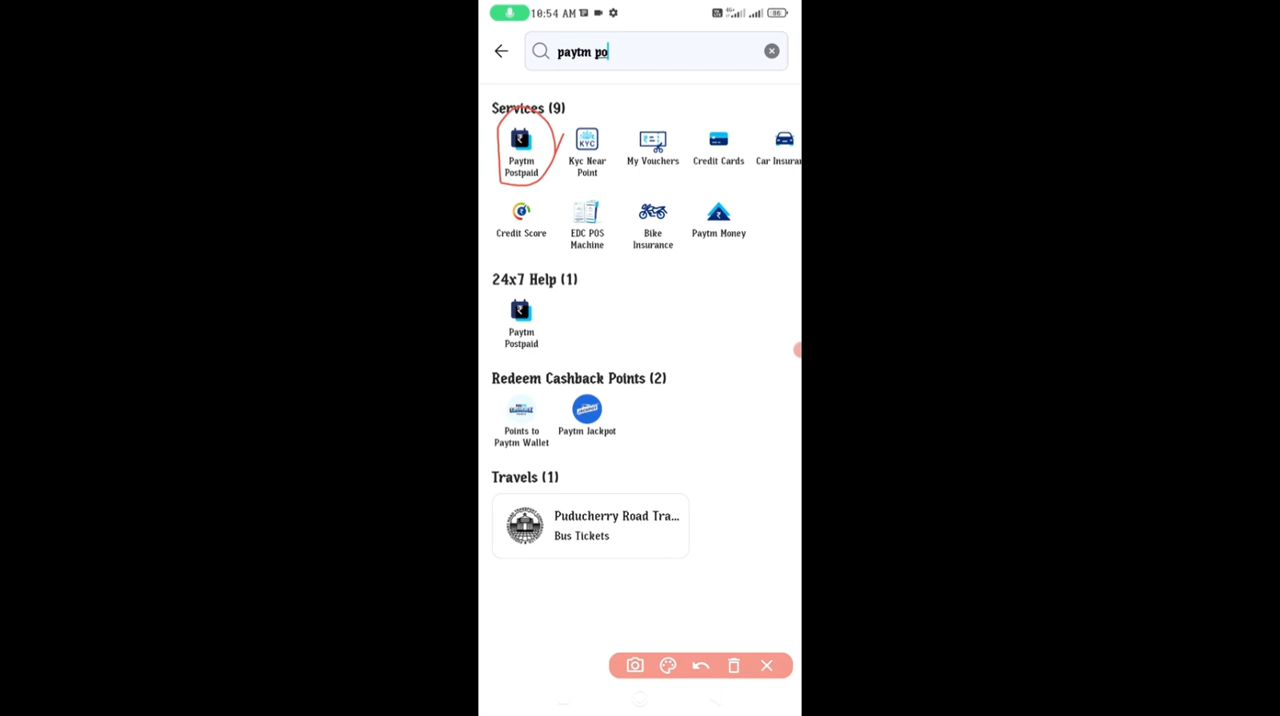 10:54 AM
86
paytm po
Services (9)
Paytm Postpaid
KYC
Kyc Near Point
My Vouchers
Credit Cards
Car Insuran
Credit Score
EDC POS Machine
Bike Insurance
Paytm Money
24x7 Help (1)
Paytm Postpaid
Redeem Cashback Points (2)
Points to Paytm Wallet
Paytm Jackpot
Travels (1)
Puducherry Road Tra...
Bus Tickets